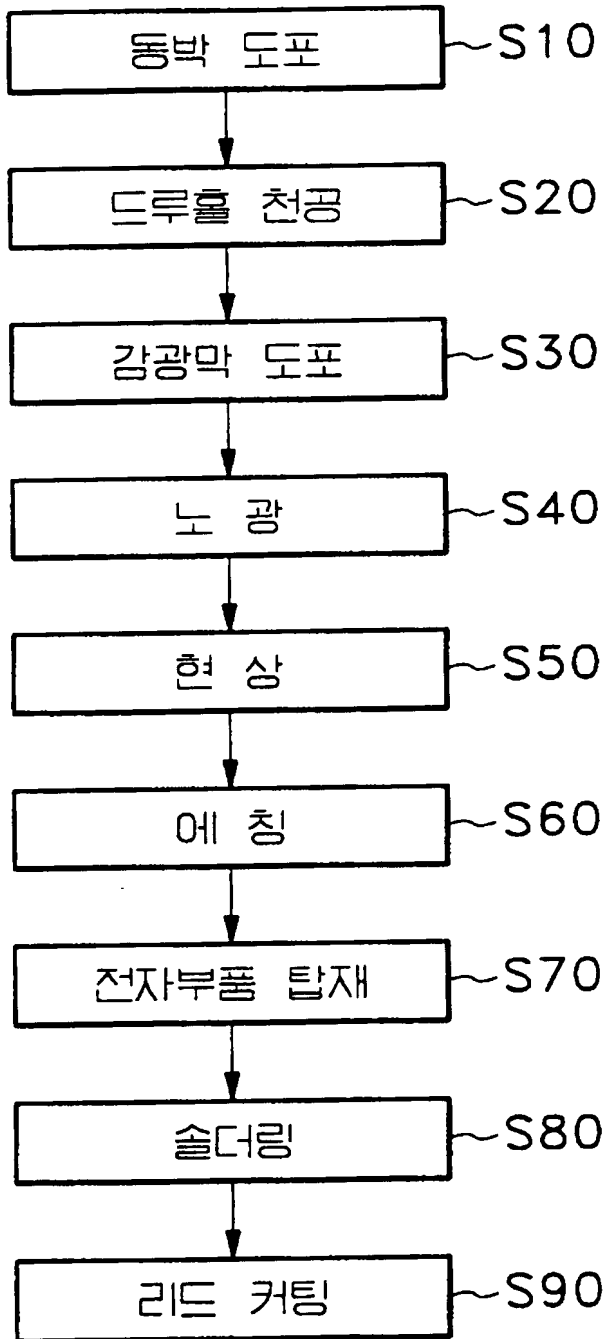 동박 도포 S10
드루홀 천공 S20
감광막 도포 S30
노 광 S40
현 상 S50
에 칭 S60
전자부품 탑재 S70
솔더링 S80
리드 커팅 S90